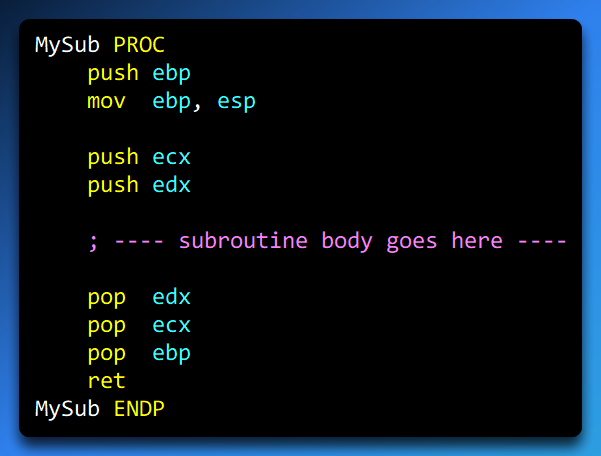 MySub PROC
    push ebp
    mov  ebp, esp

    push ecx
    push edx

    ; ---- subroutine body goes here ----

    pop  edx
    pop  ecx
    pop  ebp
    ret
MySub ENDP